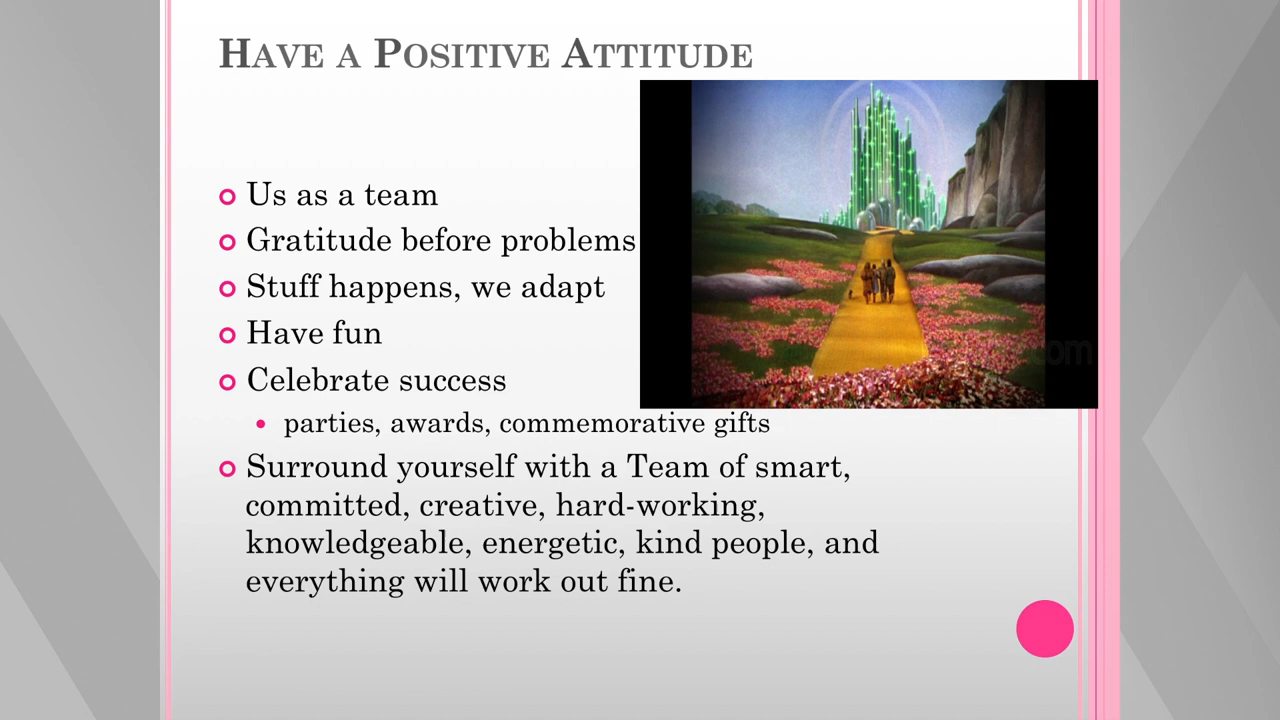 HAVE A POSITIVE ATTITUDE
Us as a team
Gratitude before problems
Stuff happens, we adapt
Have fun
Celebrate success
parties, awards, commemorative gifts
Surround yourself with a Team of smart,
committed, creative, hard-working,
knowledgeable, energetic, kind people, and
everything will work out fine.